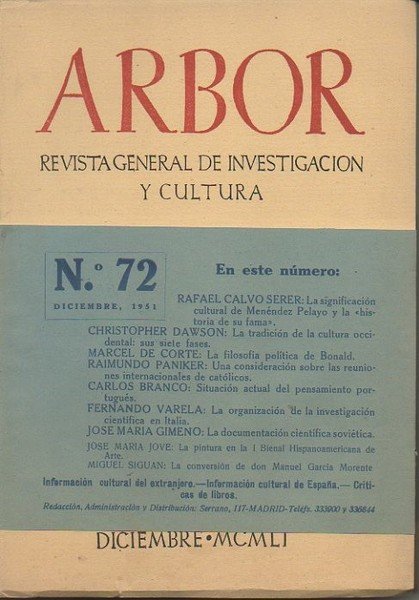 ARBOR
REVISTA GENERAL DE INVESTIGACION
Y CULTURA
N.º 72
DICIEMBRE, 1951
En este número:
RAFAEL CALVO SERER: La significación
cultural de Menéndez Pelayo y la «his-
toria de su fama».
CHRISTOPHER DAWSON: La tradición de la cultura occi-
dental: sus siete fases.
MARCEL DE CORTE: La filosofía política de Bonald.
RAIMUNDO PANIKER: Una consideración sobre las reunio-
nes internacionales de católicos.
CARLOS BRANCO: Situación actual del pensamiento por-
tugués.
FERNANDO VARELA: La organización de la investigación
científica en Italia.
JOSE MARIA GIMENO: La documentación científica soviética.
JOSE MARIA JOVE: La pintura en la I Bienal Hispanoamericana de
Arte.
MIGUEL SIGUAN: La conversión de don Manuel García Morente
Información cultural del extranjero.—Información cultural de España.— Críti-
cas de libros.
Redacción, Administración y Distribución: Serrano, 117-MADRID-Teléfs. 333900 y 336844
DICIEMBRE • MCMLI